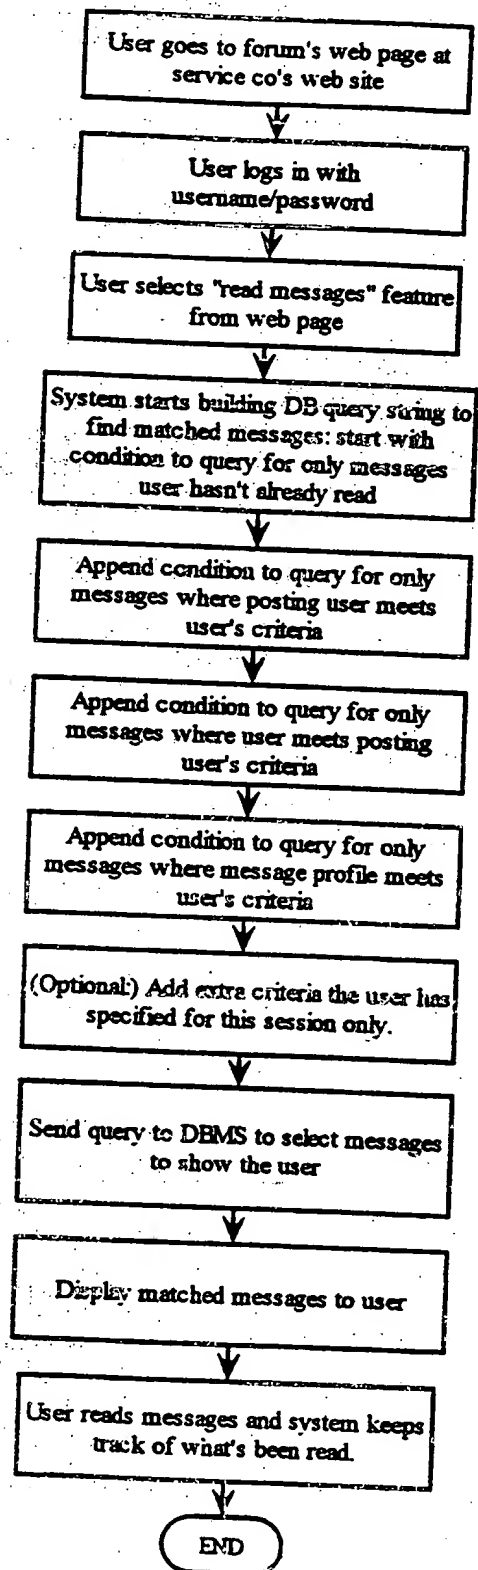 User goes to forum's web page at
service co's web site
User logs in with
username/password
User selects "read messages" feature
from web page
System starts building DB query string to
find matched messages: start with
condition to query for only messages
user hasn't already read
Append condition to query for only
messages where posting user meets
user's criteria
Append condition to query for only
messages where user meets posting
user's criteria
Append condition to query for only
messages where message profile meets
user's criteria
(Optional:) Add extra criteria the user has
specified for this session only.
Send query to DBMS to select messages
to show the user
Display matched messages to user
User reads messages and system keeps
track of what's been read.
END